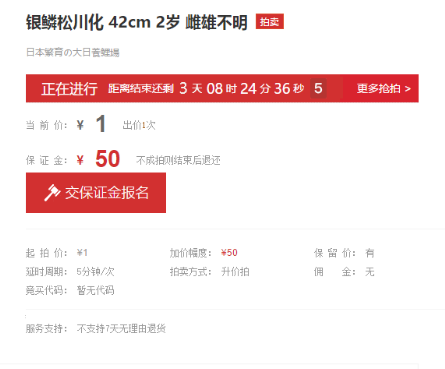 银鳞松川化 42cm 2岁 雌雄不明 拍卖
日本繁育の大日昔鲤場
正在进行 距离结束还剩 3 天 08 时 24 分 36 秒 5 更多抢拍 >
当前价: ¥ 1 出价1次
保证金: ¥ 50 不成拍则结束后退还
交保证金报名
起拍价: ¥1 加价幅度: ¥50 保留价: 有
延时周期: 5分钟/次 拍卖方式: 升价拍 佣金: 无
竞买代码: 暂无代码
服务支持: 不支持7天无理由退货